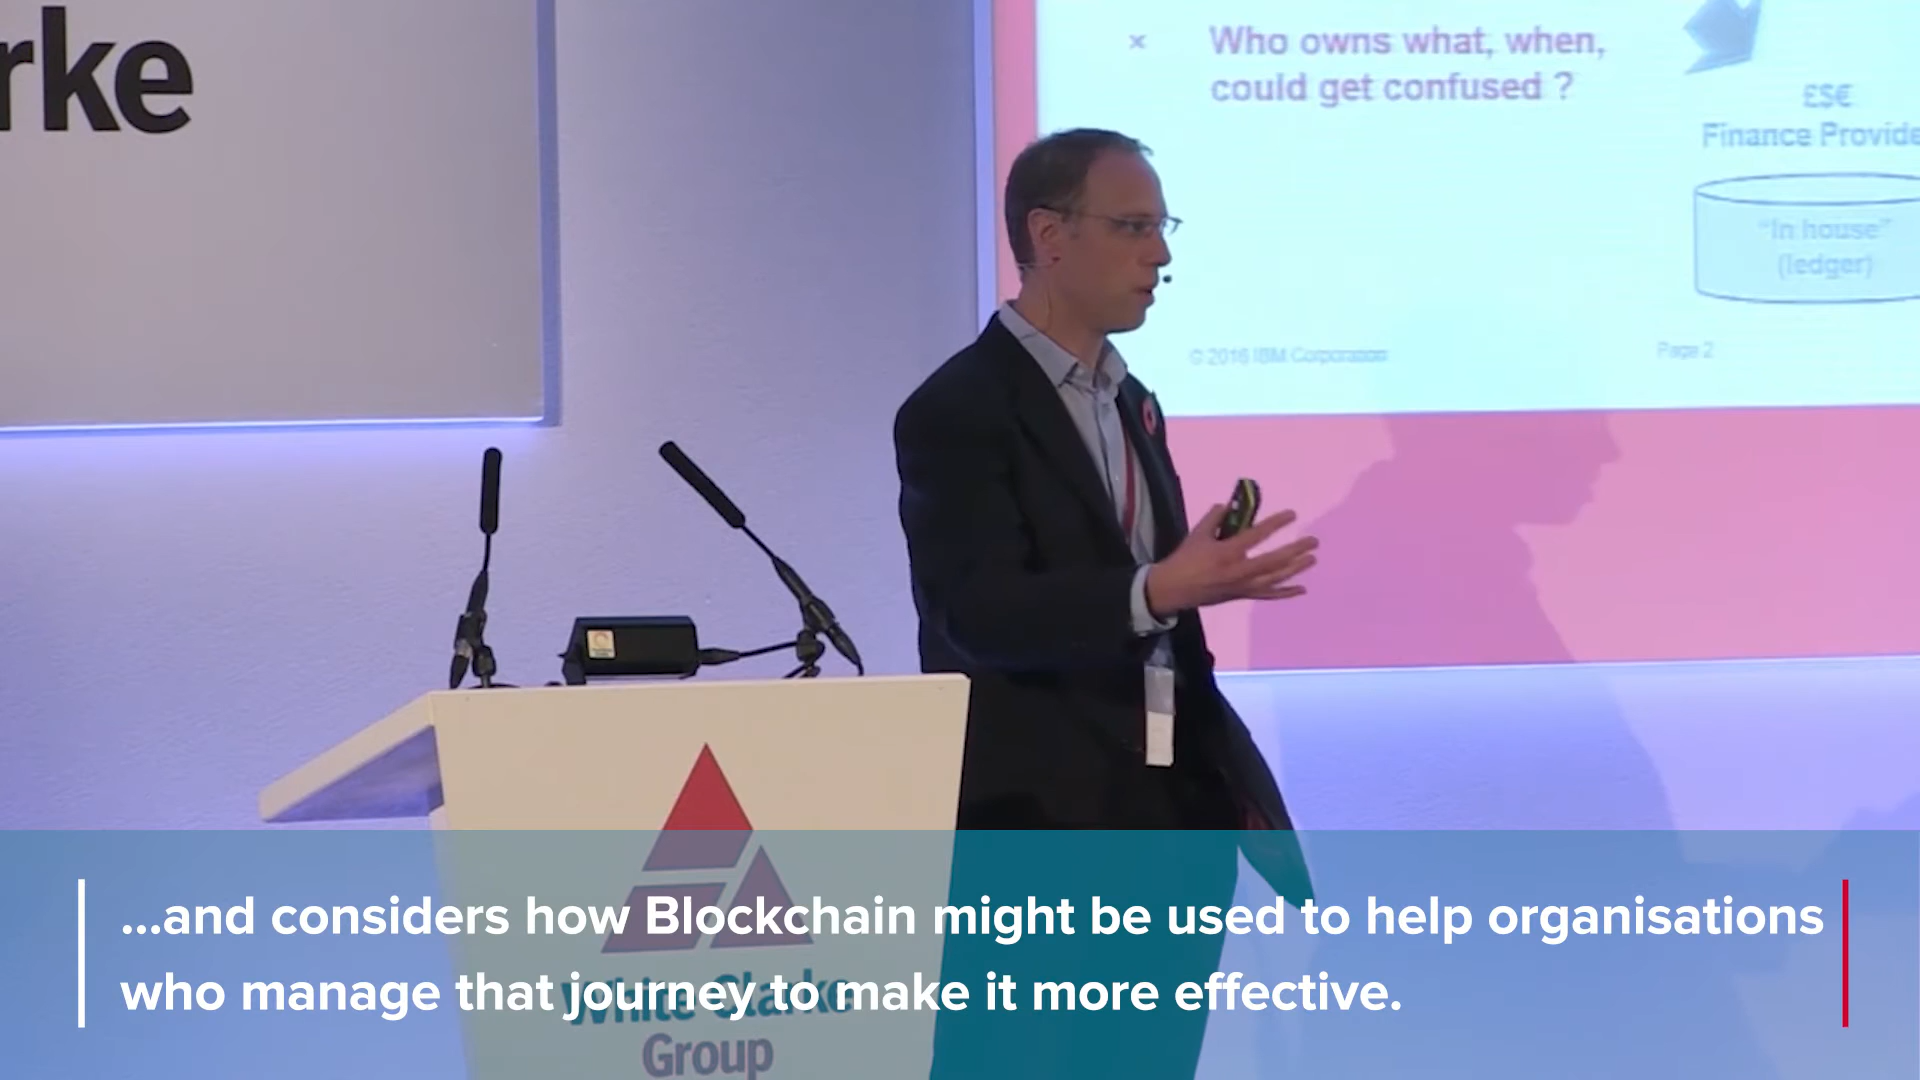 rke
× Who owns what, when,
could get confused ?
£$€
Finance Provide
"In house"
(ledger)
© 2016 IBM Corporation
Page 2
...and considers how Blockchain might be used to help organisations
who manage that journey to make it more effective.
White Clarke
Group